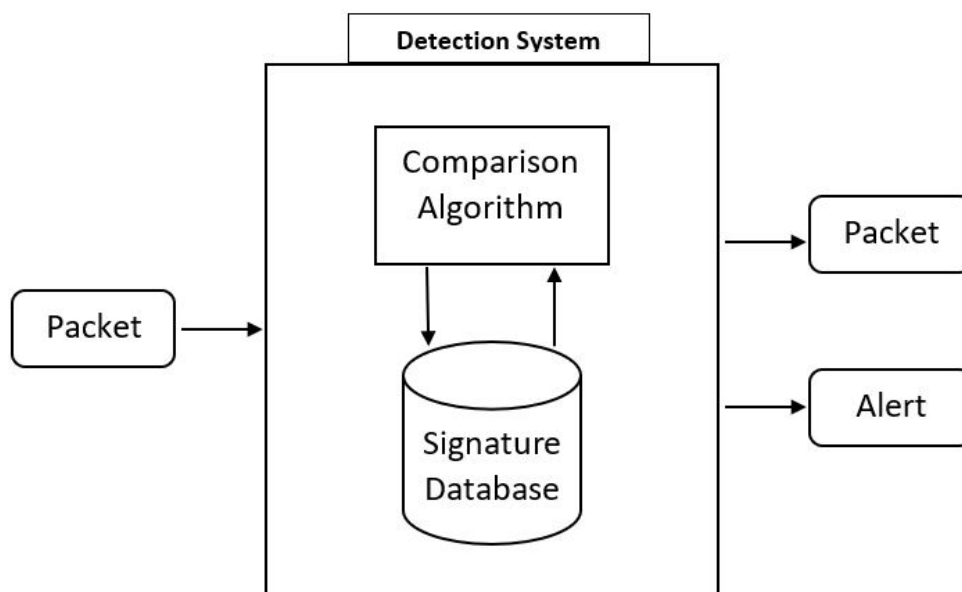 Detection System
Comparison
Algorithm
Packet
Packet
Signature
Database
Alert